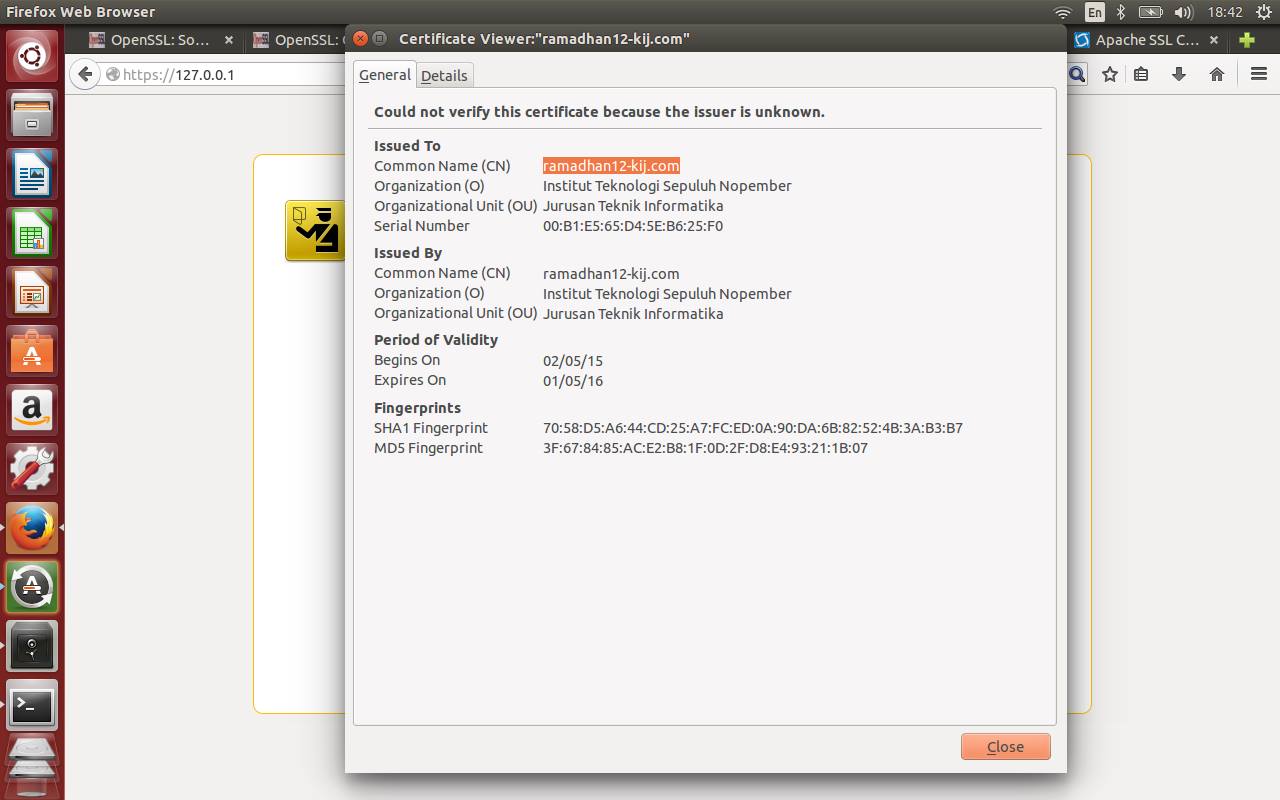 Firefox Web Browser
En
18:42
OpenSSL: So... ×
OpenSSL:
Certificate Viewer:"ramadhan12-kij.com"
Apache SSL C... ×
https://127.0.0.1
General
Details
Could not verify this certificate because the issuer is unknown.
Issued To
Common Name (CN) ramadhan12-kij.com
Organization (O) Institut Teknologi Sepuluh Nopember
Organizational Unit (OU) Jurusan Teknik Informatika
Serial Number 00:B1:E5:65:D4:5E:B6:25:F0
Issued By
Common Name (CN) ramadhan12-kij.com
Organization (O) Institut Teknologi Sepuluh Nopember
Organizational Unit (OU) Jurusan Teknik Informatika
Period of Validity
Begins On 02/05/15
Expires On 01/05/16
Fingerprints
SHA1 Fingerprint 70:58:D5:A6:44:CD:25:A7:FC:ED:0A:90:DA:6B:82:52:4B:3A:B3:B7
MD5 Fingerprint 3F:67:84:85:AC:E2:B8:1F:0D:2F:D8:E4:93:21:1B:07
Close